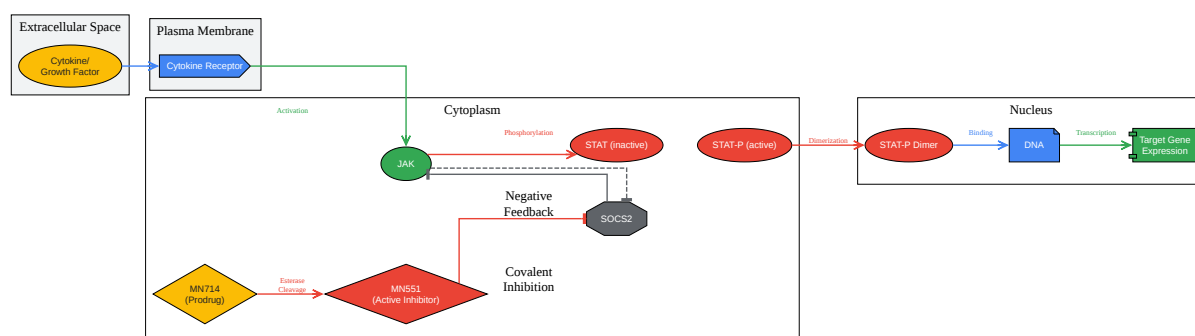 Extracellular Space
Cytokine/
Growth Factor
Plasma Membrane
Cytokine Receptor
Activation
Cytoplasm
Phosphorylation
JAK
STAT (inactive)
STAT-P (active)
Dimerization
Nucleus
STAT-P Dimer
Binding
DNA
Transcription
Target Gene
Expression
Negative
Feedback
SOCS2
MN714
(Prodrug)
Esterase
Cleavage
MN551
(Active Inhibitor)
Covalent
Inhibition